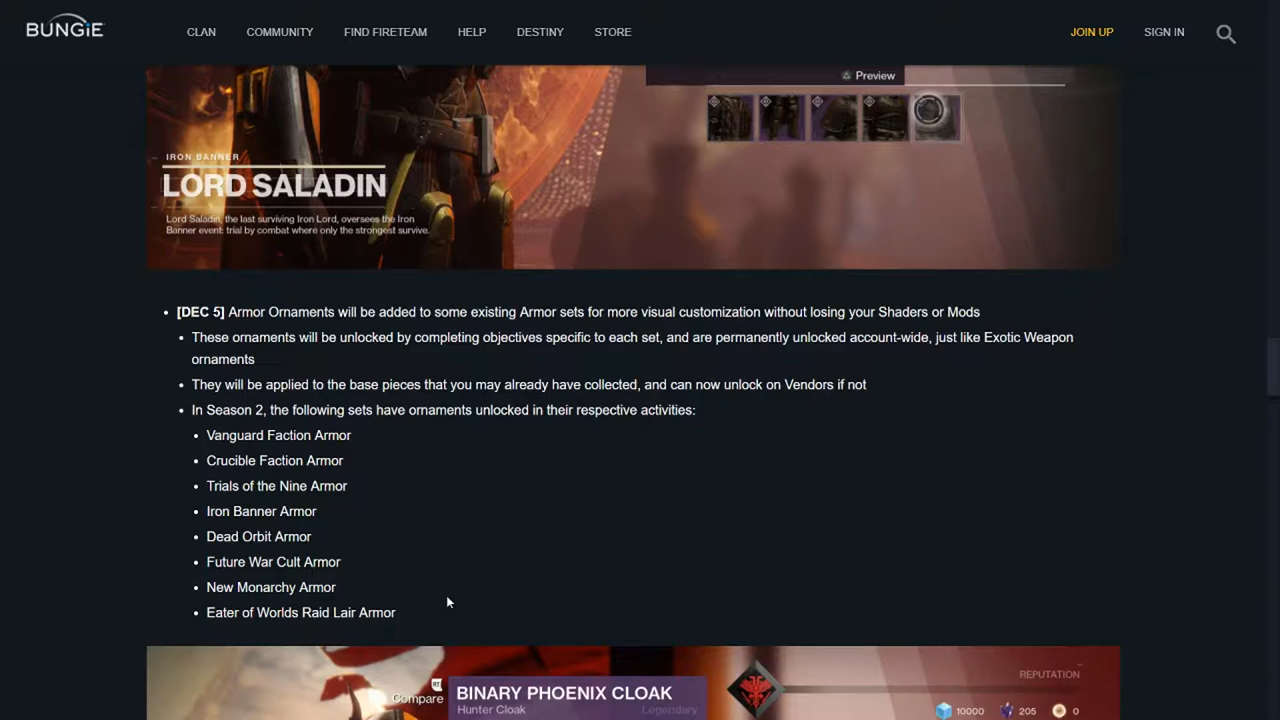 BUNGiE
CLAN COMMUNITY FIND FIRETEAM HELP DESTINY STORE JOIN UP SIGN IN
Preview
IRON BANNER
LORD SALADIN
Lord Saladin, the last surviving Iron Lord, oversees the Iron
Banner event: trial by combat where only the strongest survive.
[DEC 5] Armor Ornaments will be added to some existing Armor sets for more visual customization without losing your Shaders or Mods
These ornaments will be unlocked by completing objectives specific to each set, and are permanently unlocked account-wide, just like Exotic Weapon
ornaments
They will be applied to the base pieces that you may already have collected, and can now unlock on Vendors if not
In Season 2, the following sets have ornaments unlocked in their respective activities:
Vanguard Faction Armor
Crucible Faction Armor
Trials of the Nine Armor
Iron Banner Armor
Dead Orbit Armor
Future War Cult Armor
New Monarchy Armor
Eater of Worlds Raid Lair Armor
RT
Compare
BINARY PHOENIX CLOAK
Hunter Cloak Legendary
REPUTATION
10000 205 0